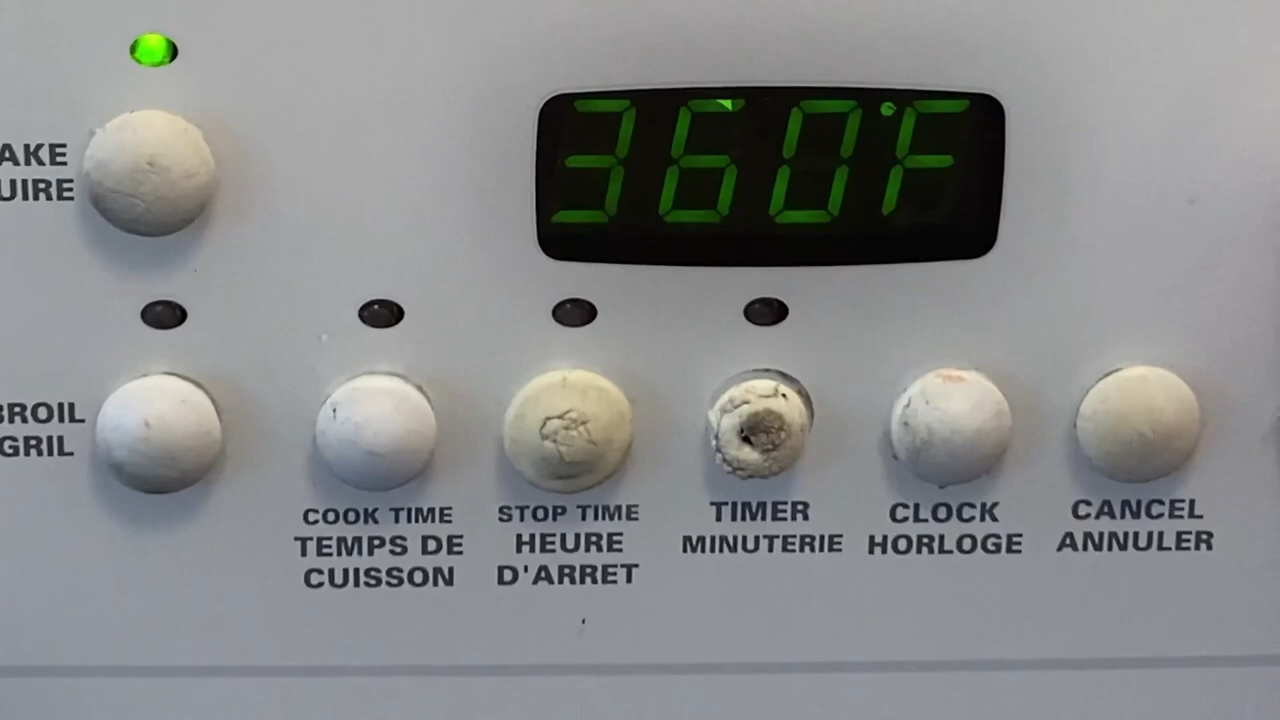 360°F
AKE
UIRE
BROIL
GRIL
COOK TIME
TEMPS DE
CUISSON
STOP TIME
HEURE
D'ARRET
TIMER
MINUTERIE
CLOCK
HORLOGE
CANCEL
ANNULER